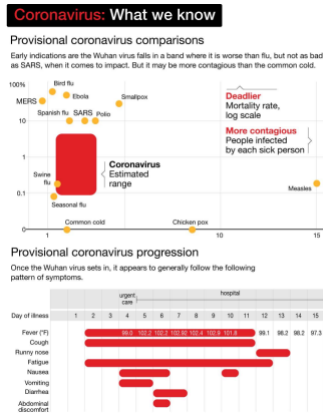 Coronavirus: What we know
Provisional coronavirus comparisons
Early indications are the Wuhan virus falls in a band where it is worse than flu, but not as bad
as SARS, when it comes to impact. But it may be more contagious than the common cold.
100%
Bird flu
MERS
Ebola
Smallpox
Deadlier
Mortality rate,
log scale
Spanish flu SARS Polio
10
More contagious
People infected
by each sick person
1
Coronavirus
Estimated
range
Swine
flu
Measles
0.1
Seasonal flu
Common cold
Chicken pox
0
1
10
15
Provisional coronavirus progression
Once the Wuhan virus sets in, it appears to generally follow the following
pattern of symptoms.
urgent
care
hospital
Day of illness 1 2 3 4 5 6 7 8 9 10 11 12 13 14 15
Fever (°F) 99.0 102.2 102.2 102.92 102.4 102.9 101.8 99.1 98.2 98.2 97.3
Cough
Runny nose
Fatigue
Nausea
Vomiting
Diarrhea
Abdominal
discomfort